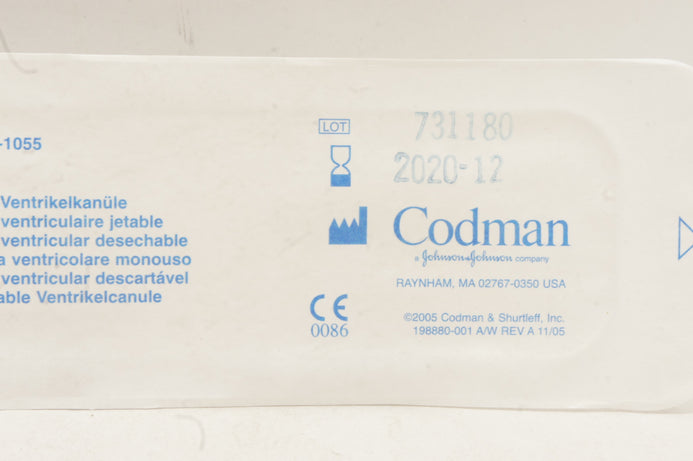 -1055
Ventrikelkanüle
ventriculaire jetable
ventricular desechable
a ventricolare monouso
ventricular descartável
able Ventrikelcanule
LOT 731180
2020-12
Codman
a Johnson & Johnson company
RAYNHAM, MA 02767-0350 USA
CE
0086
©2005 Codman & Shurtleff, Inc.
198880-001 A/W REV A 11/05